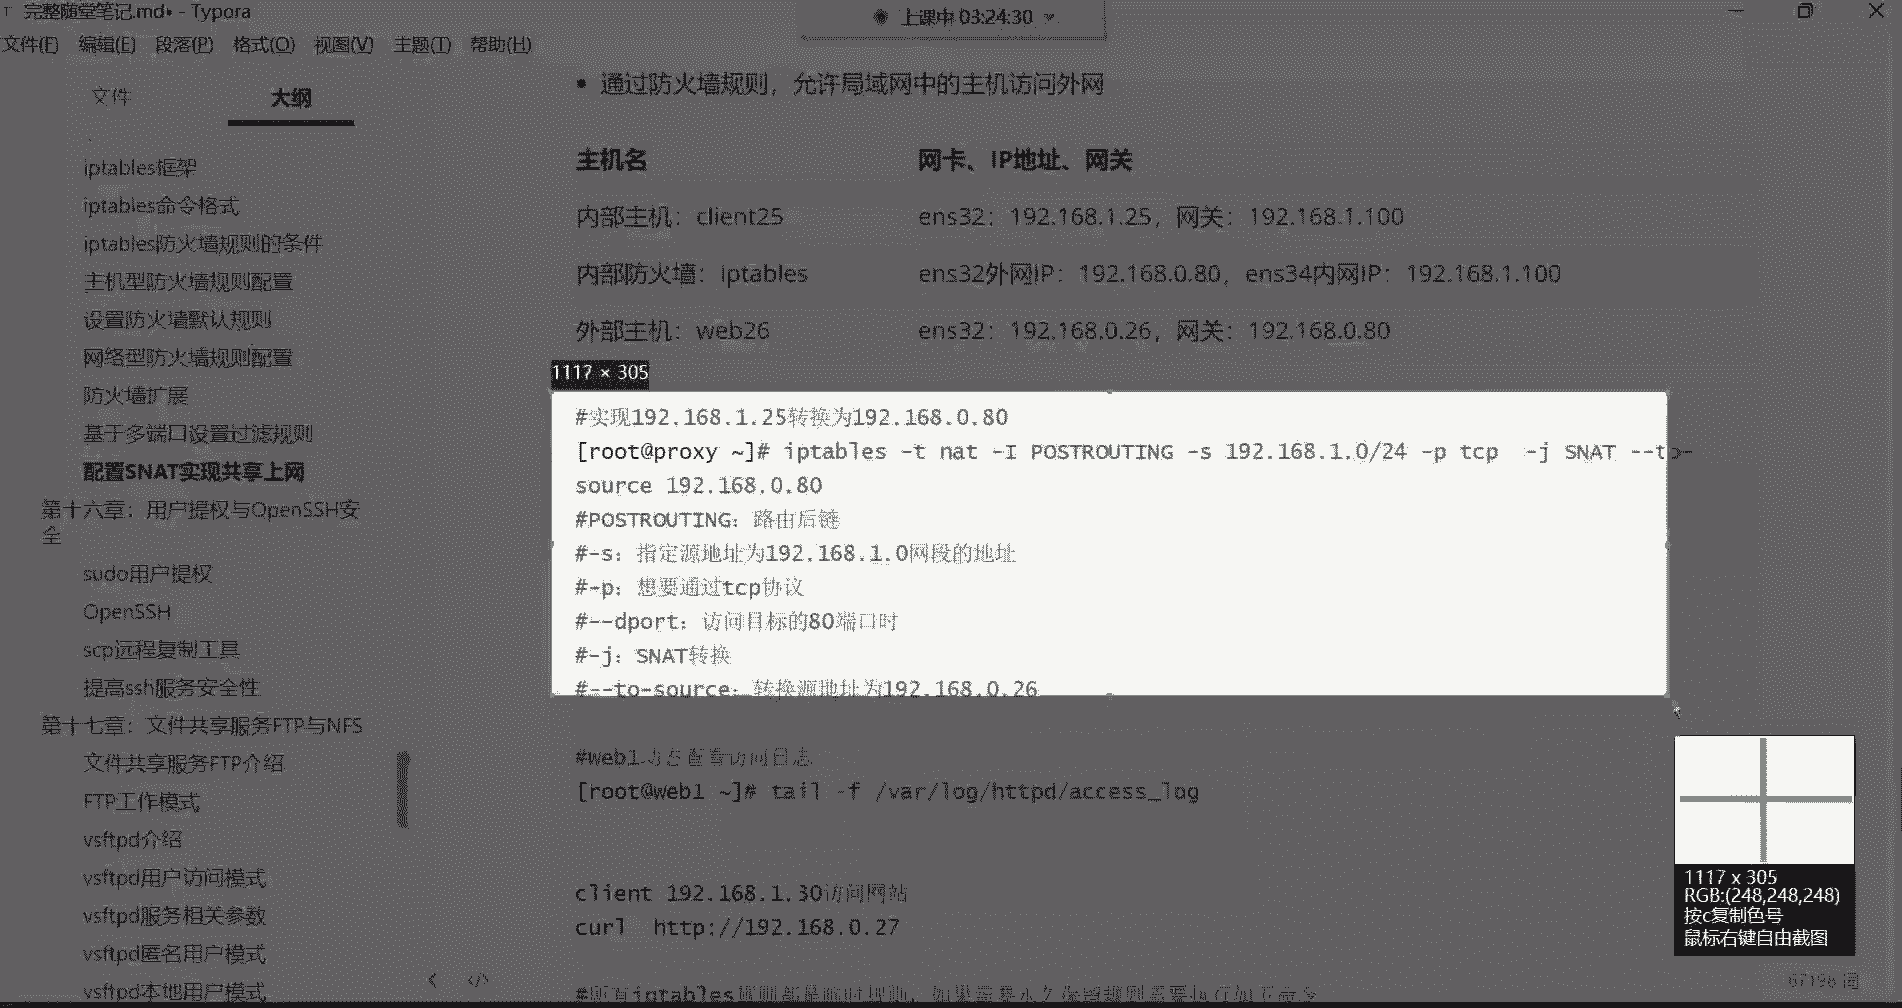 完整随堂笔记.md• - Typora
上课中 03:24:30
文件(F) 编辑(E) 段落(P) 格式(O) 视图(V) 主题(T) 帮助(H)
文件 大纲
iptables框架
iptables命令格式
iptables防火墙规则的条件
主机型防火墙规则配置
设置防火墙默认规则
网络型防火墙规则配置
防火墙扩展
基于多端口设置过滤规则
配置SNAT实现共享上网
第十六章：用户提权与OpenSSH安
全
sudo用户提权
OpenSSH
scp远程复制工具
提高ssh服务安全性
第十七章：文件共享服务FTP与NFS
文件共享服务FTP介绍
FTP工作模式
vsftpd介绍
vsftpd用户访问模式
vsftpd服务相关参数
vsftpd匿名用户模式
vsftpd本地用户模式
• 通过防火墙规则，允许局域网中的主机访问外网
主机名 网卡、IP地址、网关
内部主机：client25 ens32：192.168.1.25，网关：192.168.1.100
内部防火墙：iptables ens32外网IP：192.168.0.80，ens34内网IP：192.168.1.100
外部主机：web26 ens32：192.168.0.26，网关：192.168.0.80
1117 × 305
#实现192.168.1.25转换为192.168.0.80
[root@proxy ~]# iptables -t nat -I POSTROUTING -s 192.168.1.0/24 -p tcp  -j SNAT --to-
source 192.168.0.80
#POSTROUTING：路由后链
#-s：指定源地址为192.168.1.0网段的地址
#-p：想要通过tcp协议
#--dport：访问目标的80端口时
#-j：SNAT转换
#--to-source：转换源地址为192.168.0.26
#web1动态查看访问日志
[root@web1 ~]# tail -f /var/log/httpd/access_log
client 192.168.1.30访问网站
curl  http://192.168.0.27
#所有iptables规则都是临时规则，如果需要永久保留规则需要执行如下命令
1117 x 305
RGB:(248,248,248)
按c复制色号
鼠标右键自由截图
67196 词